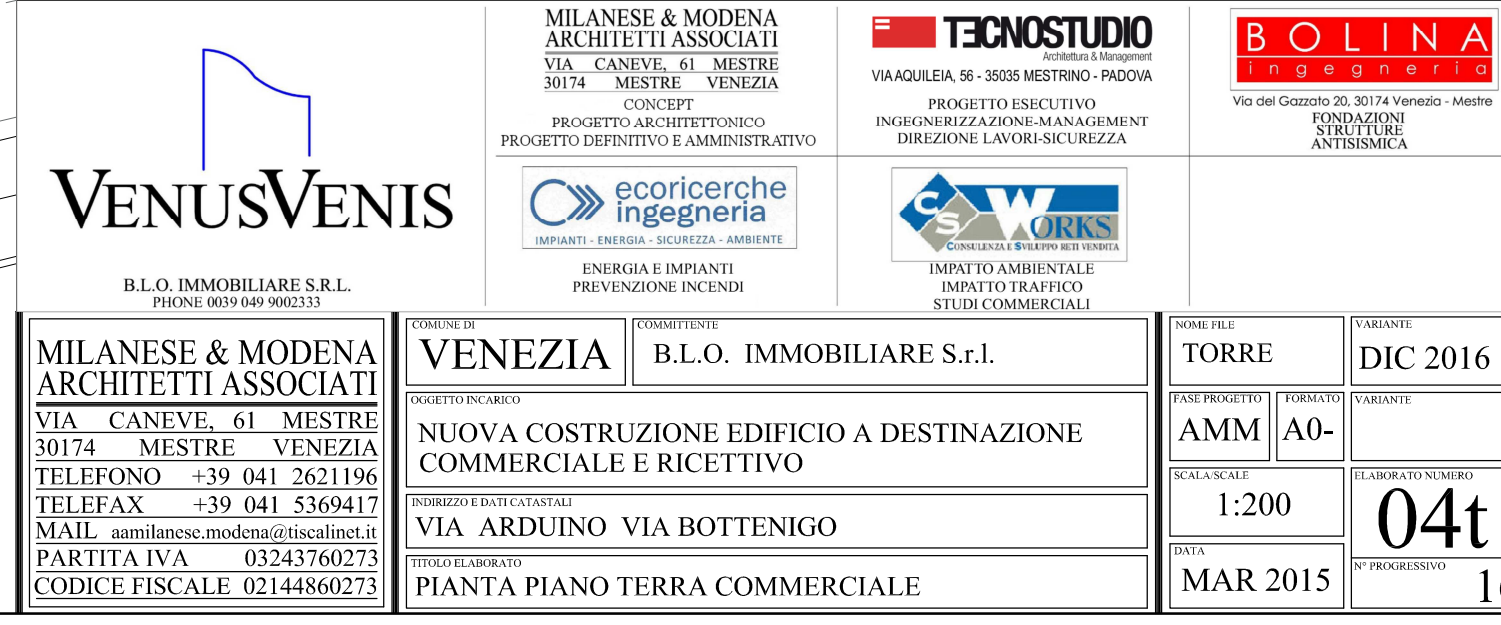 VENUSVENIS
B.L.O. IMMOBILIARE S.R.L.
PHONE 0039 049 9002333
MILANESE & MODENA
ARCHITETTI ASSOCIATI
VIA CANEVE, 61 MESTRE
30174 MESTRE VENEZIA
CONCEPT
PROGETTO ARCHITETTONICO
PROGETTO DEFINITIVO E AMMINISTRATIVO
TECNOSTUDIO
Architettura & Management
VIA AQUILEIA, 56 - 35035 MESTRINO - PADOVA
PROGETTO ESECUTIVO
INGEGNERIZZAZIONE-MANAGEMENT
DIREZIONE LAVORI-SICUREZZA
BOLINA
ingegneria
Via del Gazzato 20, 30174 Venezia - Mestre
FONDAZIONI
STRUTTURE
ANTISISMICA
ecoricerche
ingegneria
IMPIANTI - ENERGIA - SICUREZZA - AMBIENTE
ENERGIA E IMPIANTI
PREVENZIONE INCENDI
CS WORKS
CONSULENZA E SVILUPPO RETI VENDITA
IMPATTO AMBIENTALE
IMPATTO TRAFFICO
STUDI COMMERCIALI
MILANESE & MODENA
ARCHITETTI ASSOCIATI
VIA CANEVE, 61 MESTRE
30174 MESTRE VENEZIA
TELEFONO +39 041 2621196
TELEFAX +39 041 5369417
MAIL aamilanese.modena@tiscalinet.it
PARTITA IVA 03243760273
CODICE FISCALE 02144860273
COMUNE DI
VENEZIA
COMMITTENTE
B.L.O. IMMOBILIARE S.r.l.
OGGETTO INCARICO
NUOVA COSTRUZIONE EDIFICIO A DESTINAZIONE
COMMERCIALE E RICETTIVO
INDIRIZZO E DATI CATASTALI
VIA ARDUINO VIA BOTTENIGO
TITOLO ELABORATO
PIANTA PIANO TERRA COMMERCIALE
NOME FILE
TORRE
VARIANTE
DIC 2016
FASE PROGETTO
AMM
FORMATO
A0-
VARIANTE
SCALA/SCALE
1:200
ELABORATO NUMERO
04t
DATA
MAR 2015
N° PROGRESSIVO